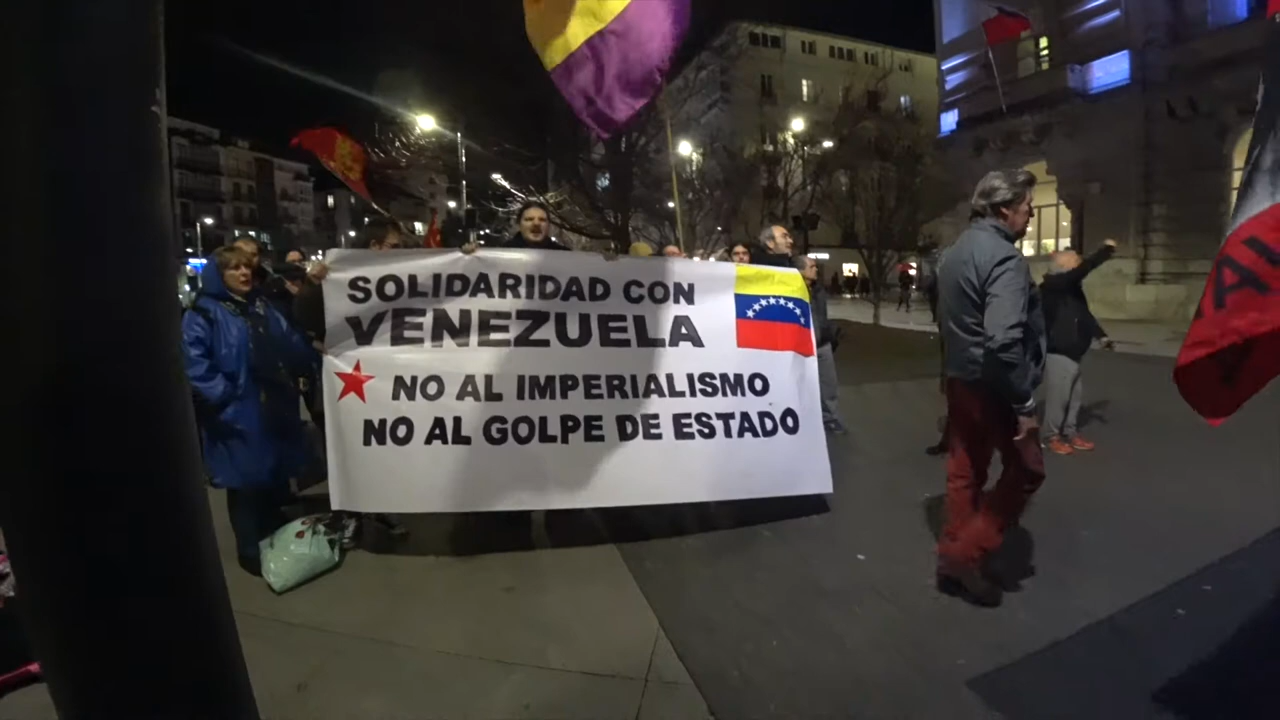 SOLIDARIDAD CON
VENEZUELA
NO AL IMPERIALISMO
NO AL GOLPE DE ESTADO